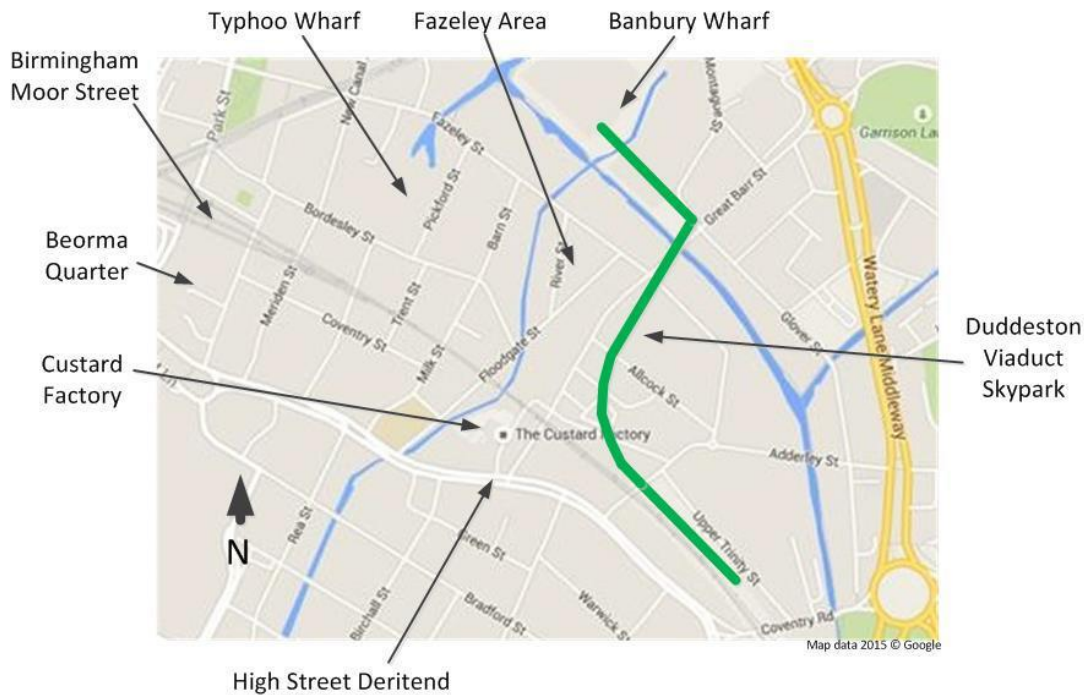 Typhoo Wharf
Fazeley Area
Banbury Wharf
Birmingham
Moor Street
Beorma
Quarter
Custard
Factory
High Street Deritend
Duddeston
Viaduct
Skypark
N
Park St
New Canal
Fazeley St
Montague St
Garrison La
Pickford St
Great Barr St
Barn St
Bordesley St
River St
Meriden St
Trent St
Coventry St
Milk St
Floodgate St
Glover St
Watery Lane Middleway
Allcock St
The Custard Factory
Adderley St
Rea St
Green St
Upper Trinity St
Birchall St
Bradford St
Warwick St
Coventry Rd
Map data 2015 © Google